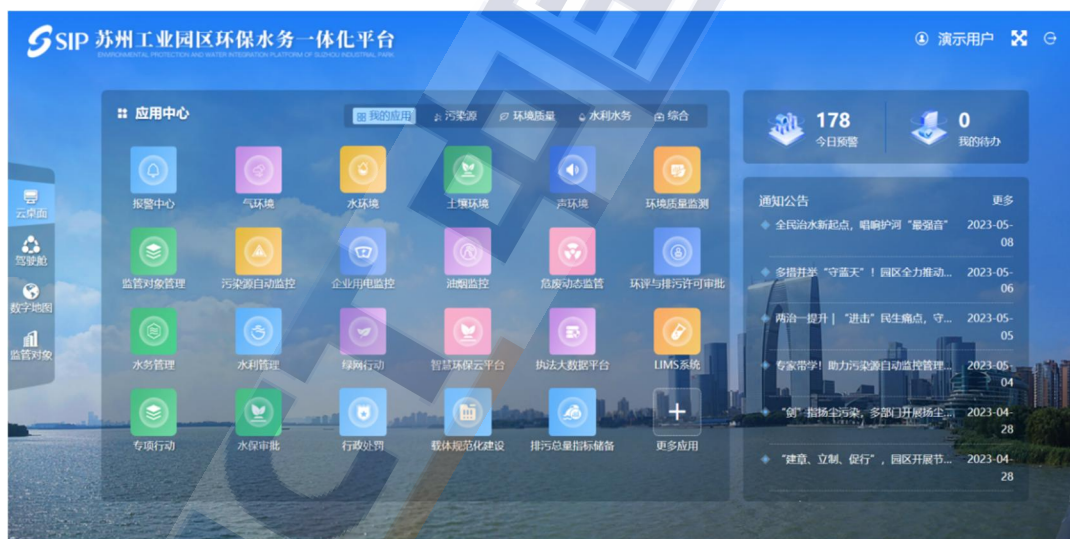 SIP 苏州工业园区环保水务一体化平台
ENVIRONMENTAL PROTECTION AND WATER INTEGRATION PLATFORM OF SUZHOU INDUSTRIAL PARK
演示用户
应用中心
我的应用 污染源 环境质量 水利水务 综合
报警中心 气环境 水环境 土壤环境 声环境 环境质量监测
监管对象管理 污染源自动监控 企业用电监控 油烟监控 危废动态监管 环评与排污许可审批
水务管理 水利管理 绿网行动 智慧环保云平台 执法大数据平台 LIMS系统
专项行动 水保审批 行政处罚 载体规范化建设 排污总量指标储备 更多应用
云桌面
驾驶舱
数字地图
监管对象
178
今日预警
0
我的待办
通知公告 更多
全民治水新起点，唱响护河“最强音” 2023-05-
08
多措并举“守蓝天”！园区全力推动... 2023-05-
06
两治一提升 | “进击”民生痛点，守... 2023-05-
05
专家带学！助力污染源自动监控管理... 2023-05-
04
“剑”指扬尘污染，多部门开展扬尘... 2023-04-
28
“建章、立制、促行”，园区开展节... 2023-04-
28